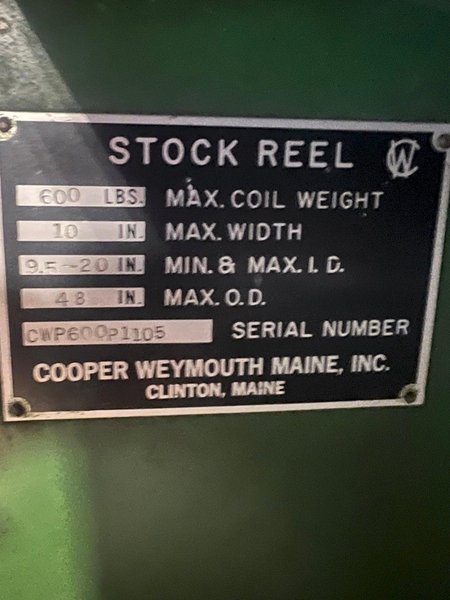 STOCK REEL CW
600 LBS. MAX. COIL WEIGHT
10 IN. MAX. WIDTH
9.5-20 IN. MIN. & MAX. I. D.
48 IN. MAX. O. D.
CWP600P1105 SERIAL NUMBER
COOPER WEYMOUTH MAINE, INC.
CLINTON, MAINE